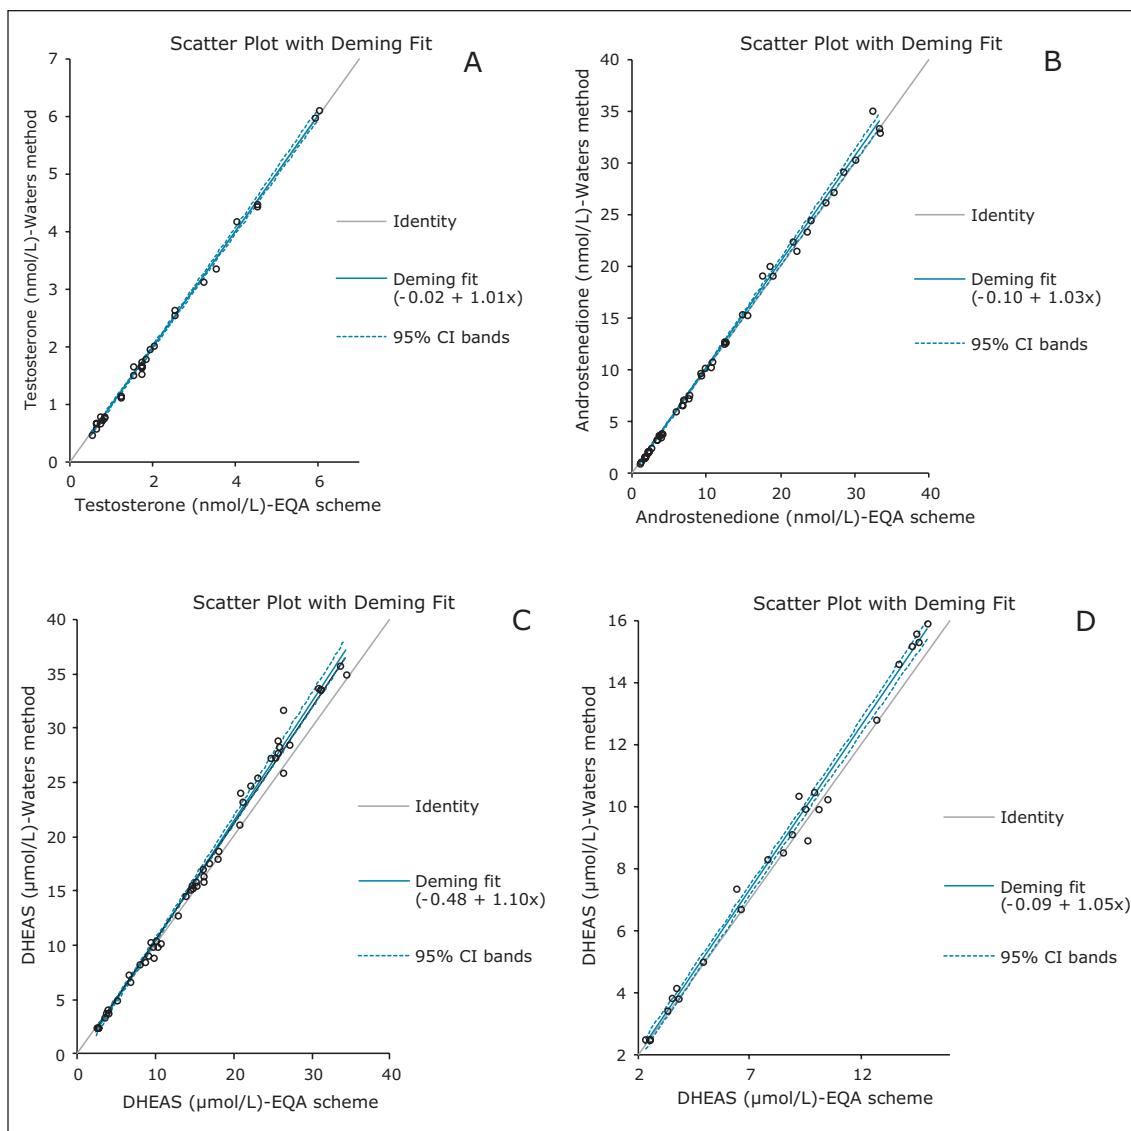 Scatter Plot with Deming Fit
A
7
6
5
4
3
2
1
0
0
2
4
6
Testosterone (nmol/L)-Waters method
Testosterone (nmol/L)-EQA scheme
Identity
Deming fit
(-0.02 + 1.01x)
95% CI bands
Scatter Plot with Deming Fit
B
40
35
30
25
20
15
10
5
0
0
10
20
30
40
Androstenedione (nmol/L)-Waters method
Androstenedione (nmol/L)-EQA scheme
Identity
Deming fit
(-0.10 + 1.03x)
95% CI bands
Scatter Plot with Deming Fit
C
40
35
30
25
20
15
10
5
0
0
10
20
30
40
DHEAS (µmol/L)-Waters method
DHEAS (µmol/L)-EQA scheme
Identity
Deming fit
(-0.48 + 1.10x)
95% CI bands
Scatter Plot with Deming Fit
D
16
14
12
10
8
6
4
2
2
7
12
DHEAS (µmol/L)-Waters method
DHEAS (µmol/L)-EQA scheme
Identity
Deming fit
(-0.09 + 1.05x)
95% CI bands